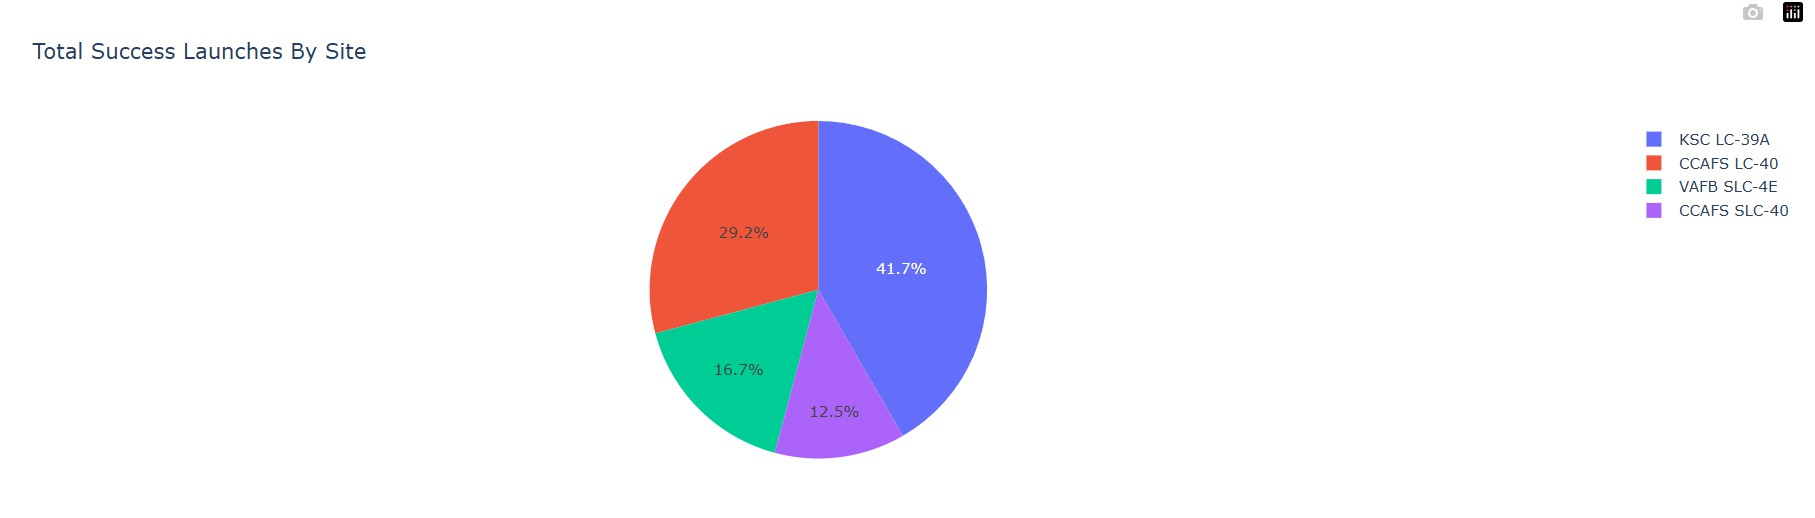 Total Success Launches By Site
KSC LC-39A
CCAFS LC-40
VAFB SLC-4E
CCAFS SLC-40
29.2%
41.7%
16.7%
12.5%